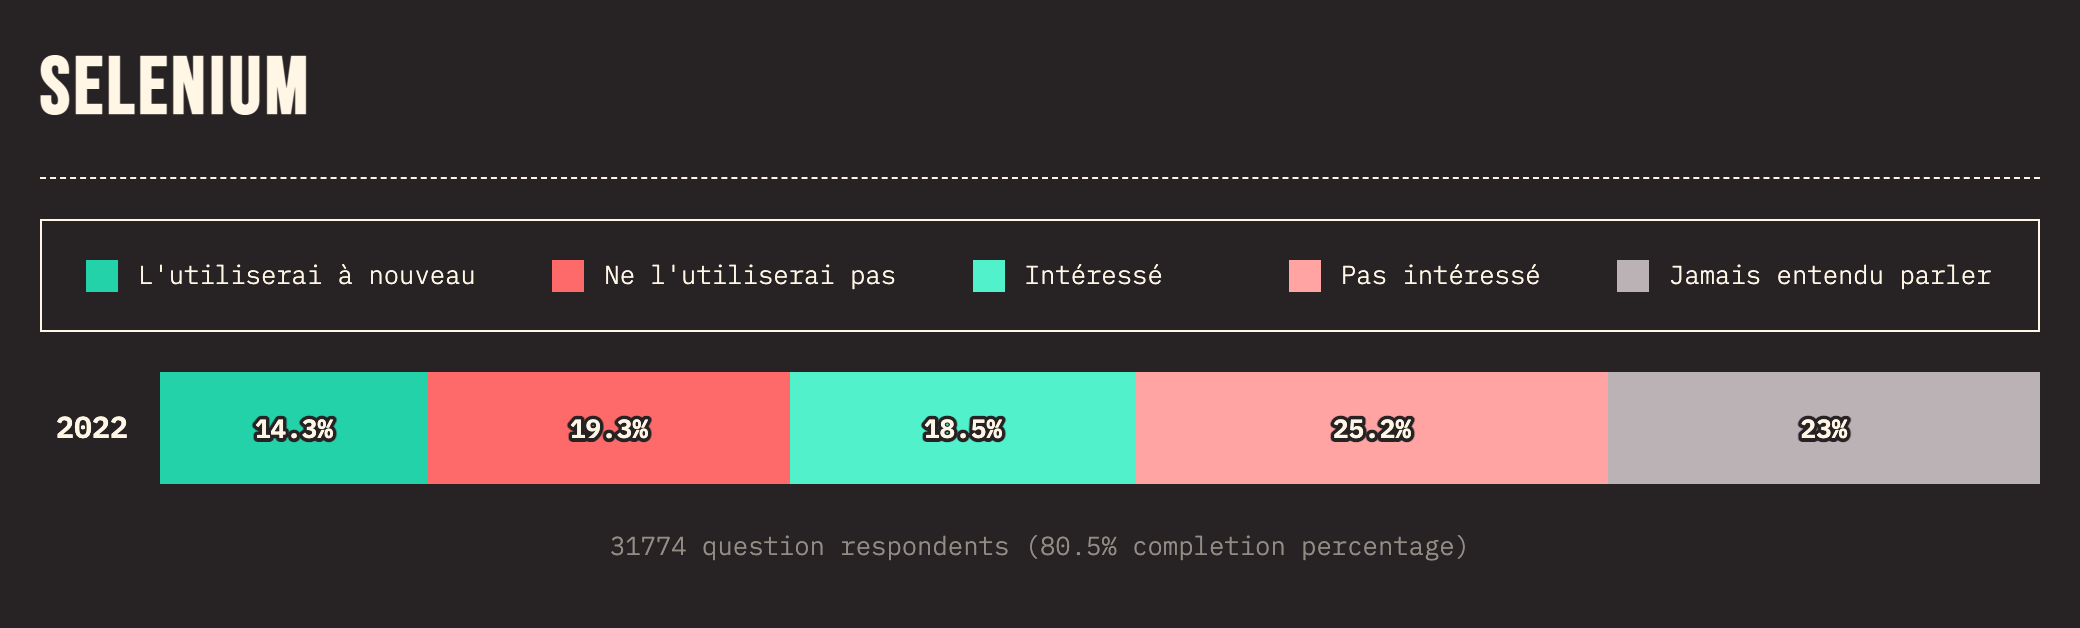 SELENIUM
L'utiliserai à nouveau Ne l'utiliserai pas Intéressé Pas intéressé Jamais entendu parler
2022 14.3% 19.3% 18.5% 25.2% 23%
31774 question respondents (80.5% completion percentage)